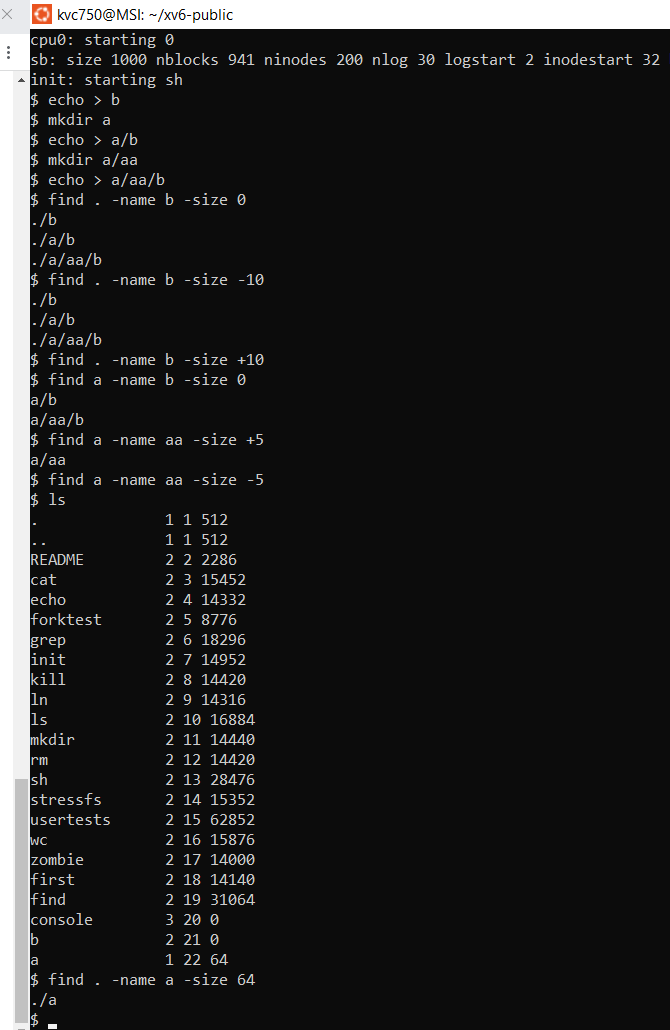 kvc750@MSI: ~/xv6-public
cpu0: starting 0
sb: size 1000 nblocks 941 ninodes 200 nlog 30 logstart 2 inodestart 32
init: starting sh
$ echo > b
$ mkdir a
$ echo > a/b
$ mkdir a/aa
$ echo > a/aa/b
$ find . -name b -size 0
./b
./a/b
./a/aa/b
$ find . -name b -size -10
./b
./a/b
./a/aa/b
$ find . -name b -size +10
$ find a -name b -size 0
a/b
a/aa/b
$ find a -name aa -size +5
a/aa
$ find a -name aa -size -5
$ ls
. 1 1 512
.. 1 1 512
README 2 2 2286
cat 2 3 15452
echo 2 4 14332
forktest 2 5 8776
grep 2 6 18296
init 2 7 14952
kill 2 8 14420
ln 2 9 14316
ls 2 10 16884
mkdir 2 11 14440
rm 2 12 14420
sh 2 13 28476
stressfs 2 14 15352
usertests 2 15 62852
wc 2 16 15876
zombie 2 17 14000
first 2 18 14140
find 2 19 31064
console 3 20 0
b 2 21 0
a 1 22 64
$ find . -name a -size 64
./a
$